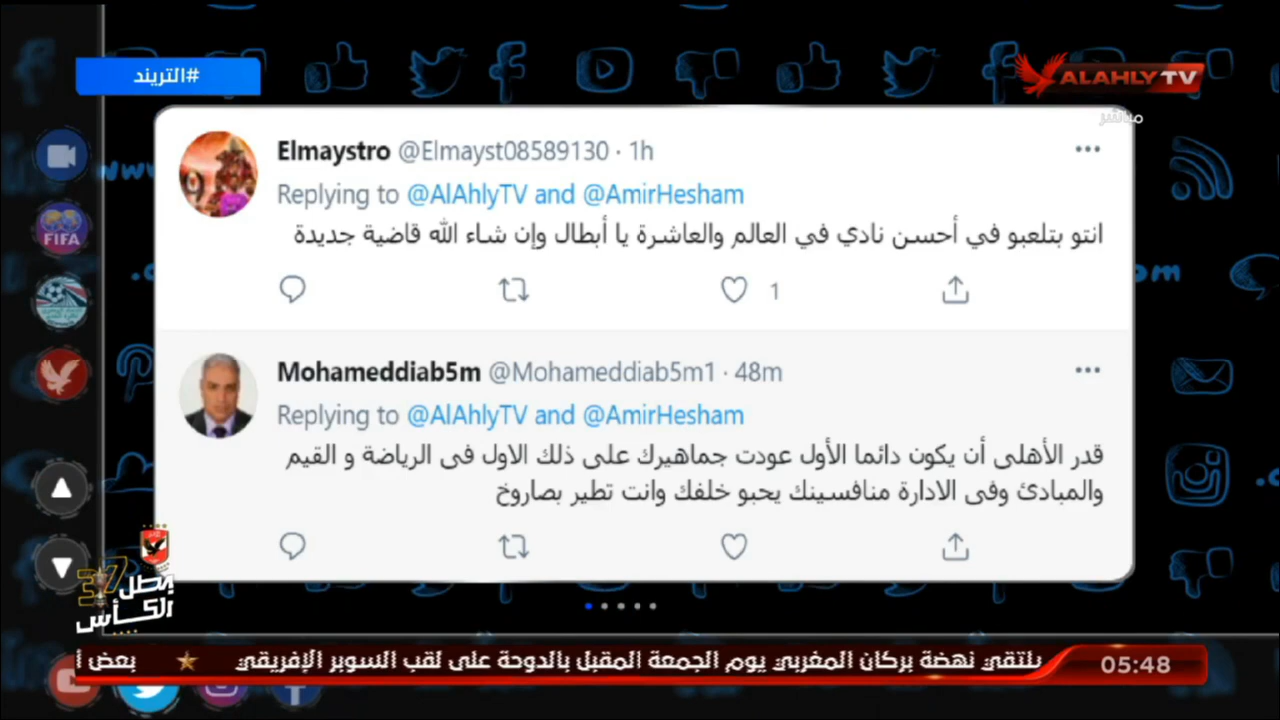 #التريند
ALAHLY TV
مباشر
Elmaystro @Elmayst08589130 · 1h
Replying to @AlAhlyTV and @AmirHesham
انتو بتلعبو في أحسن نادي في العالم والعاشرة يا أبطال وإن شاء الله قاضية جديدة
1
Mohameddiab5m @Mohameddiab5m1 · 48m
Replying to @AlAhlyTV and @AmirHesham
قدر الأهلى أن يكون دائما الأول عودت جماهيرك على ذلك الاول فى الرياضة و القيم
والمبادئ وفى الادارة منافسينك يحبو خلفك وانت تطير بصاروخ
FIFA
بطل 37
الكأس
يلتقي نهضة بركان المغربي يوم الجمعة المقبل بالدوحة على لقب السوبر الإفريقي ★ بعض أ
05:48